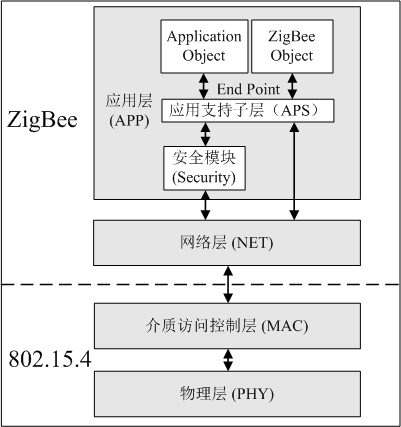 Application
Object
ZigBee
Object
End Point
应用层
(APP)
应用支持子层（APS）
ZigBee
安全模块
(Security)
网络层 (NET)
介质访问控制层 (MAC)
802.15.4
物理层 (PHY)